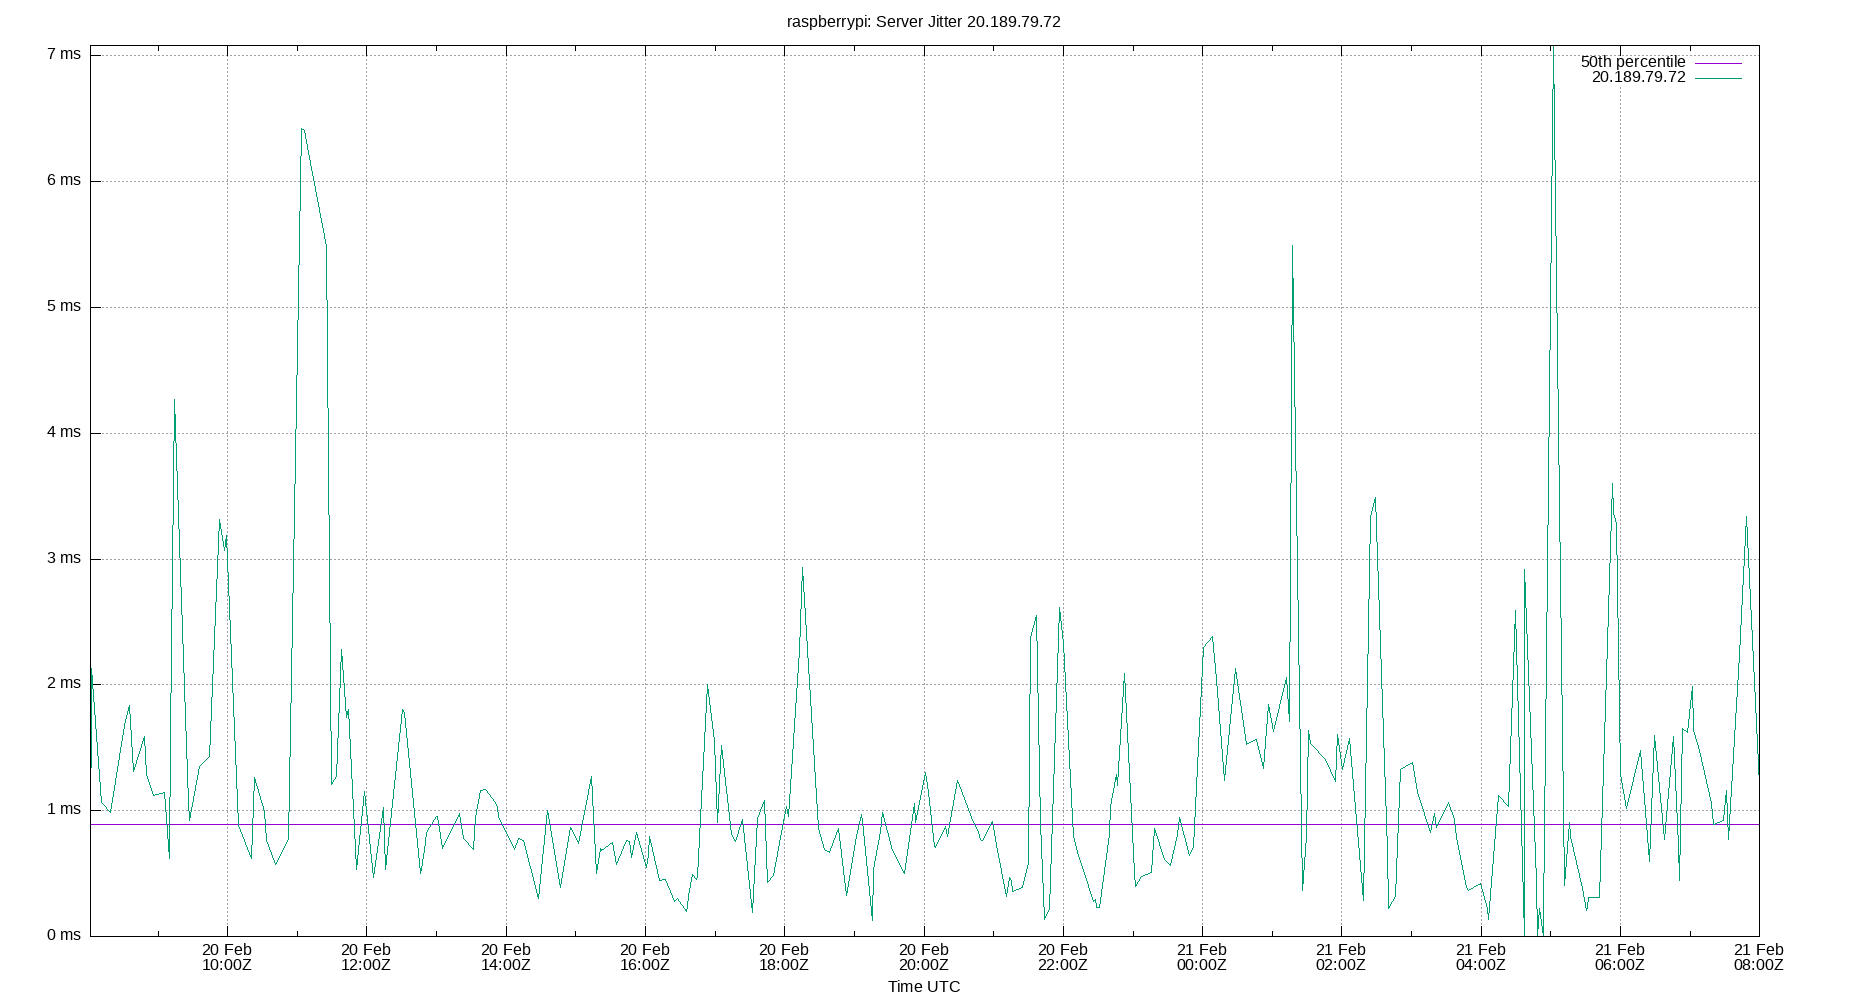 raspberrypi: Server Jitter 20.189.79.72
7 ms
50th percentile
20.189.79.72
6 ms
5 ms
4 ms
3 ms
2 ms
1 ms
0 ms
20 Feb 20 Feb 20 Feb 20 Feb 20 Feb 20 Feb 20 Feb 21 Feb 21 Feb 21 Feb 21 Feb 21 Feb
10:00Z 12:00Z 14:00Z 16:00Z 18:00Z 20:00Z 22:00Z 00:00Z 02:00Z 04:00Z 06:00Z 08:00Z
Time UTC